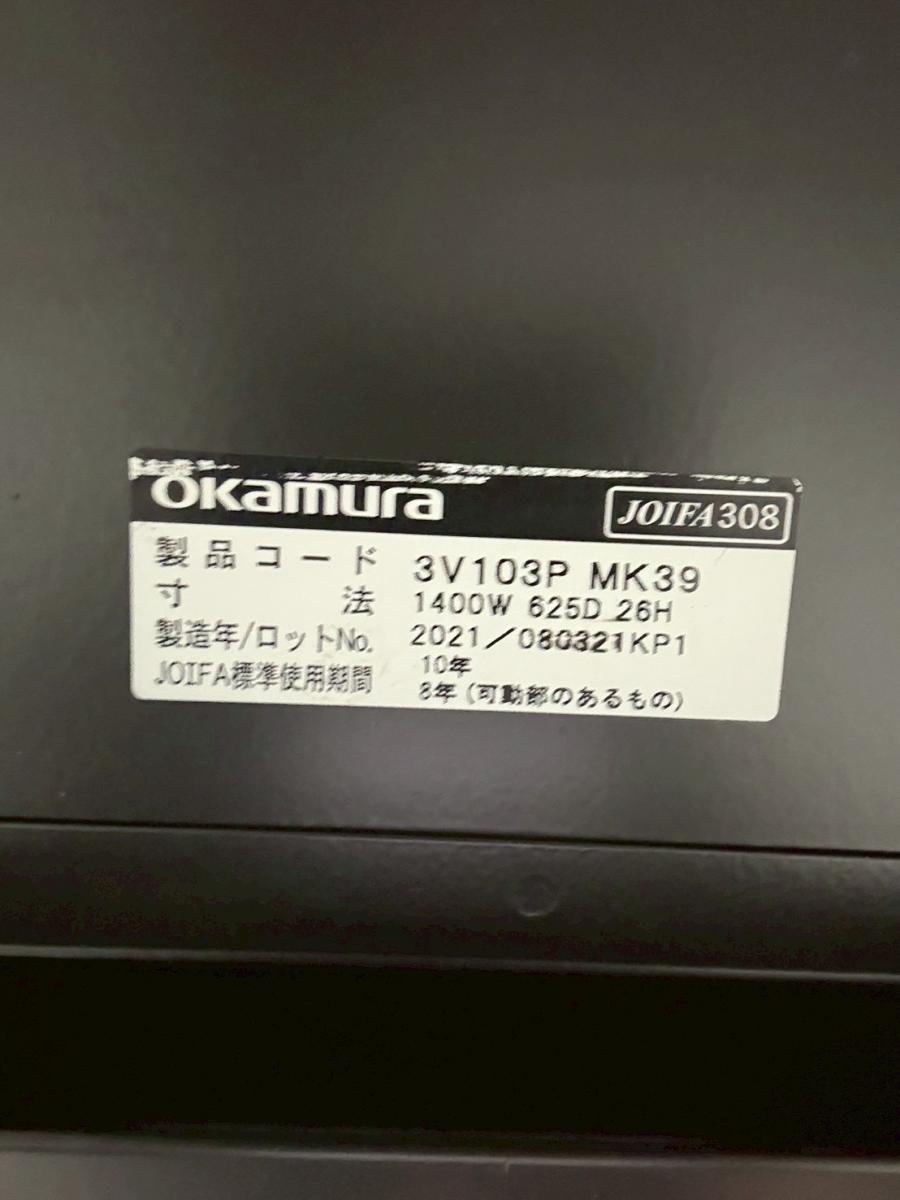 okamura
JOIFA308
製品コード 3V103P MK39
寸法 1400W 625D 26H
製造年/ロットNo. 2021/080321KP1
JOIFA標準使用期間 10年
8年(可動部のあるもの)